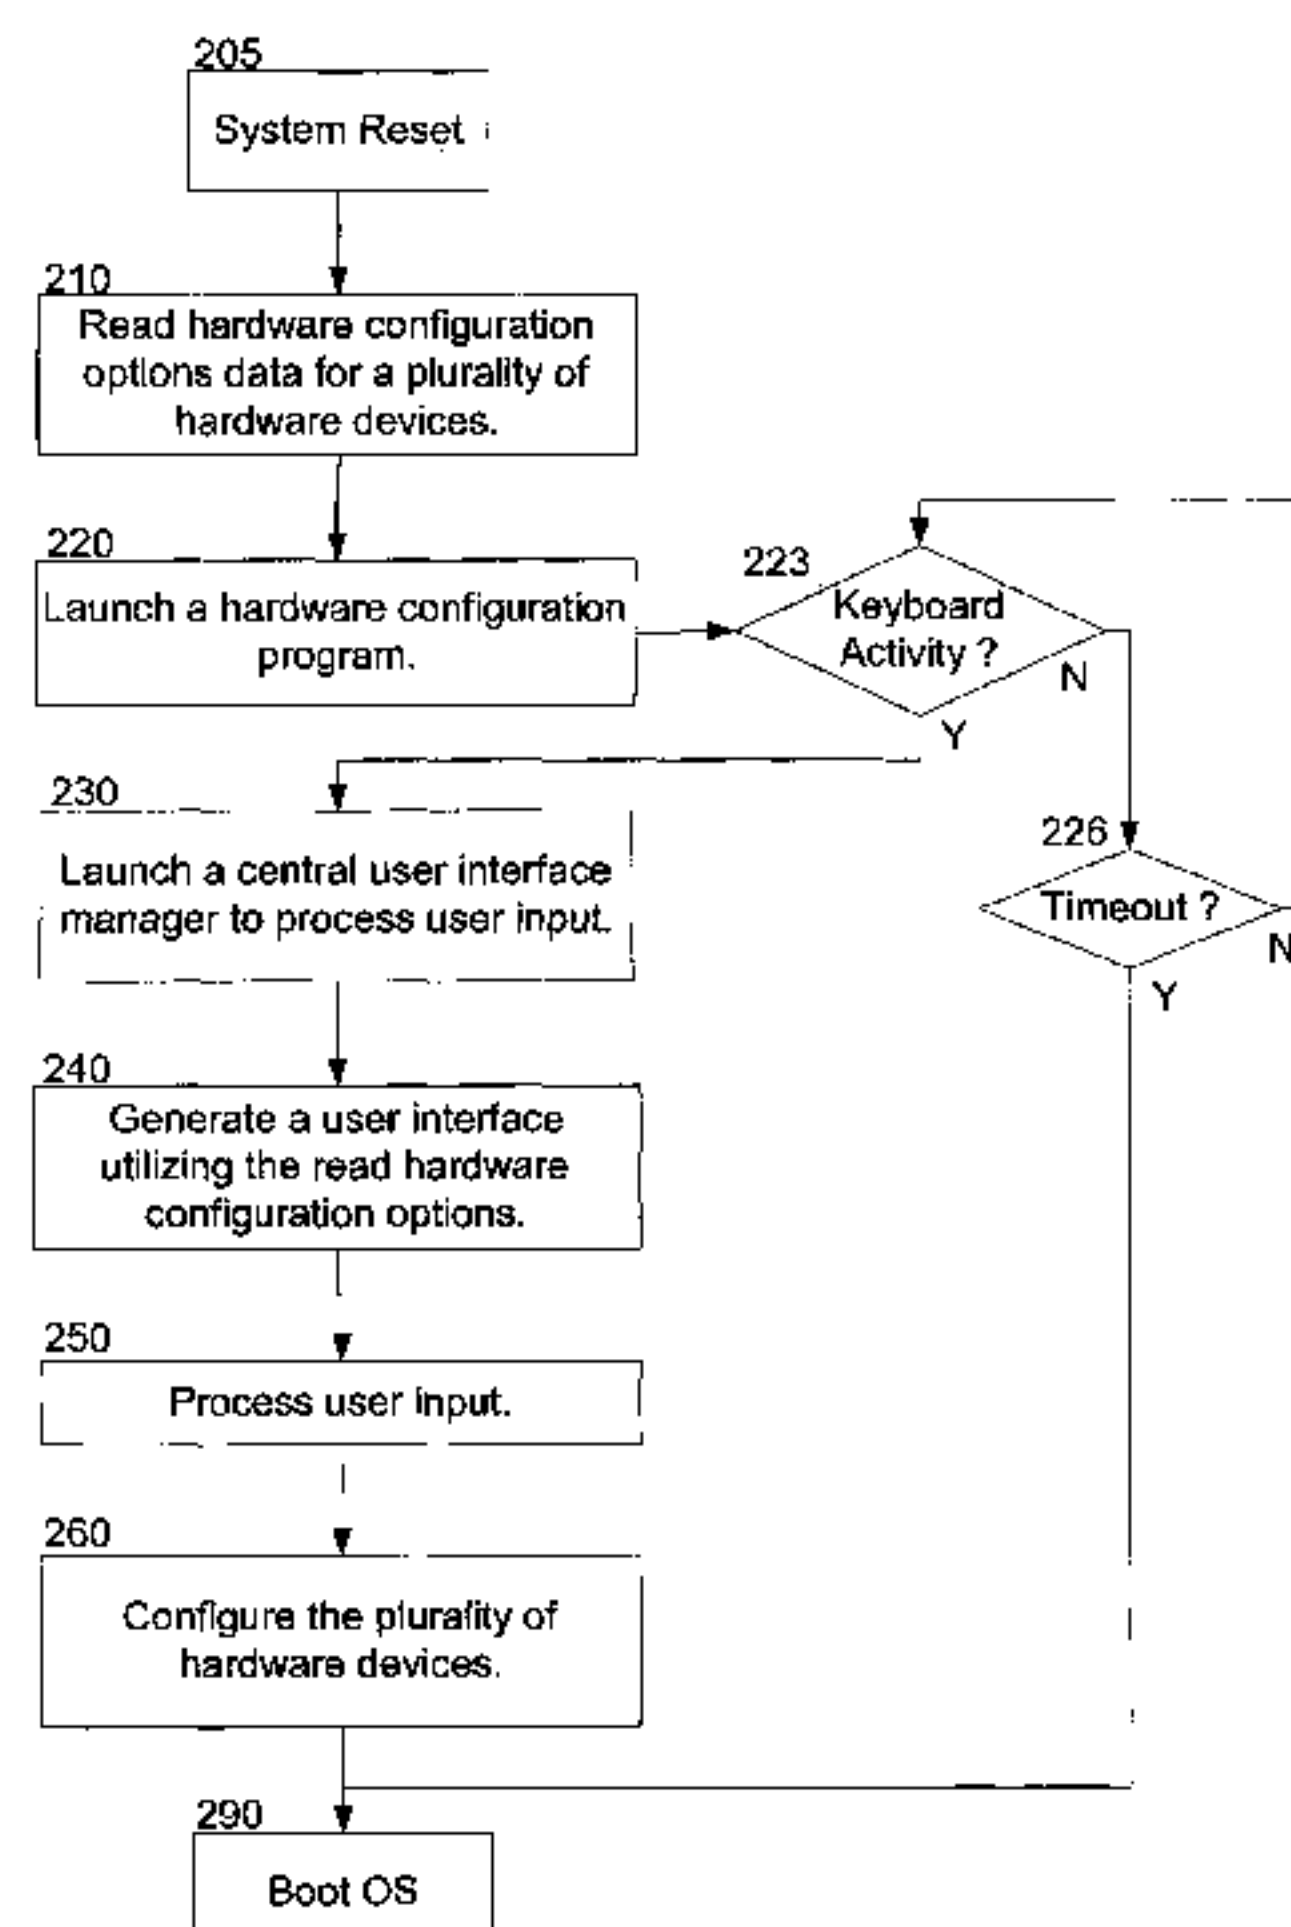 205
System Reset
210
Read hardware configuration
options data for a plurality of
hardware devices.
220
Launch a hardware configuration
program.
223
Keyboard
Activity ?
N
Y
226
Timeout ?
N
Y
230
Launch a central user interface
manager to process user input.
240
Generate a user interface
utilizing the read hardware
configuration options.
250
Process user input.
260
Configure the plurality of
hardware devices.
290
Boot OS